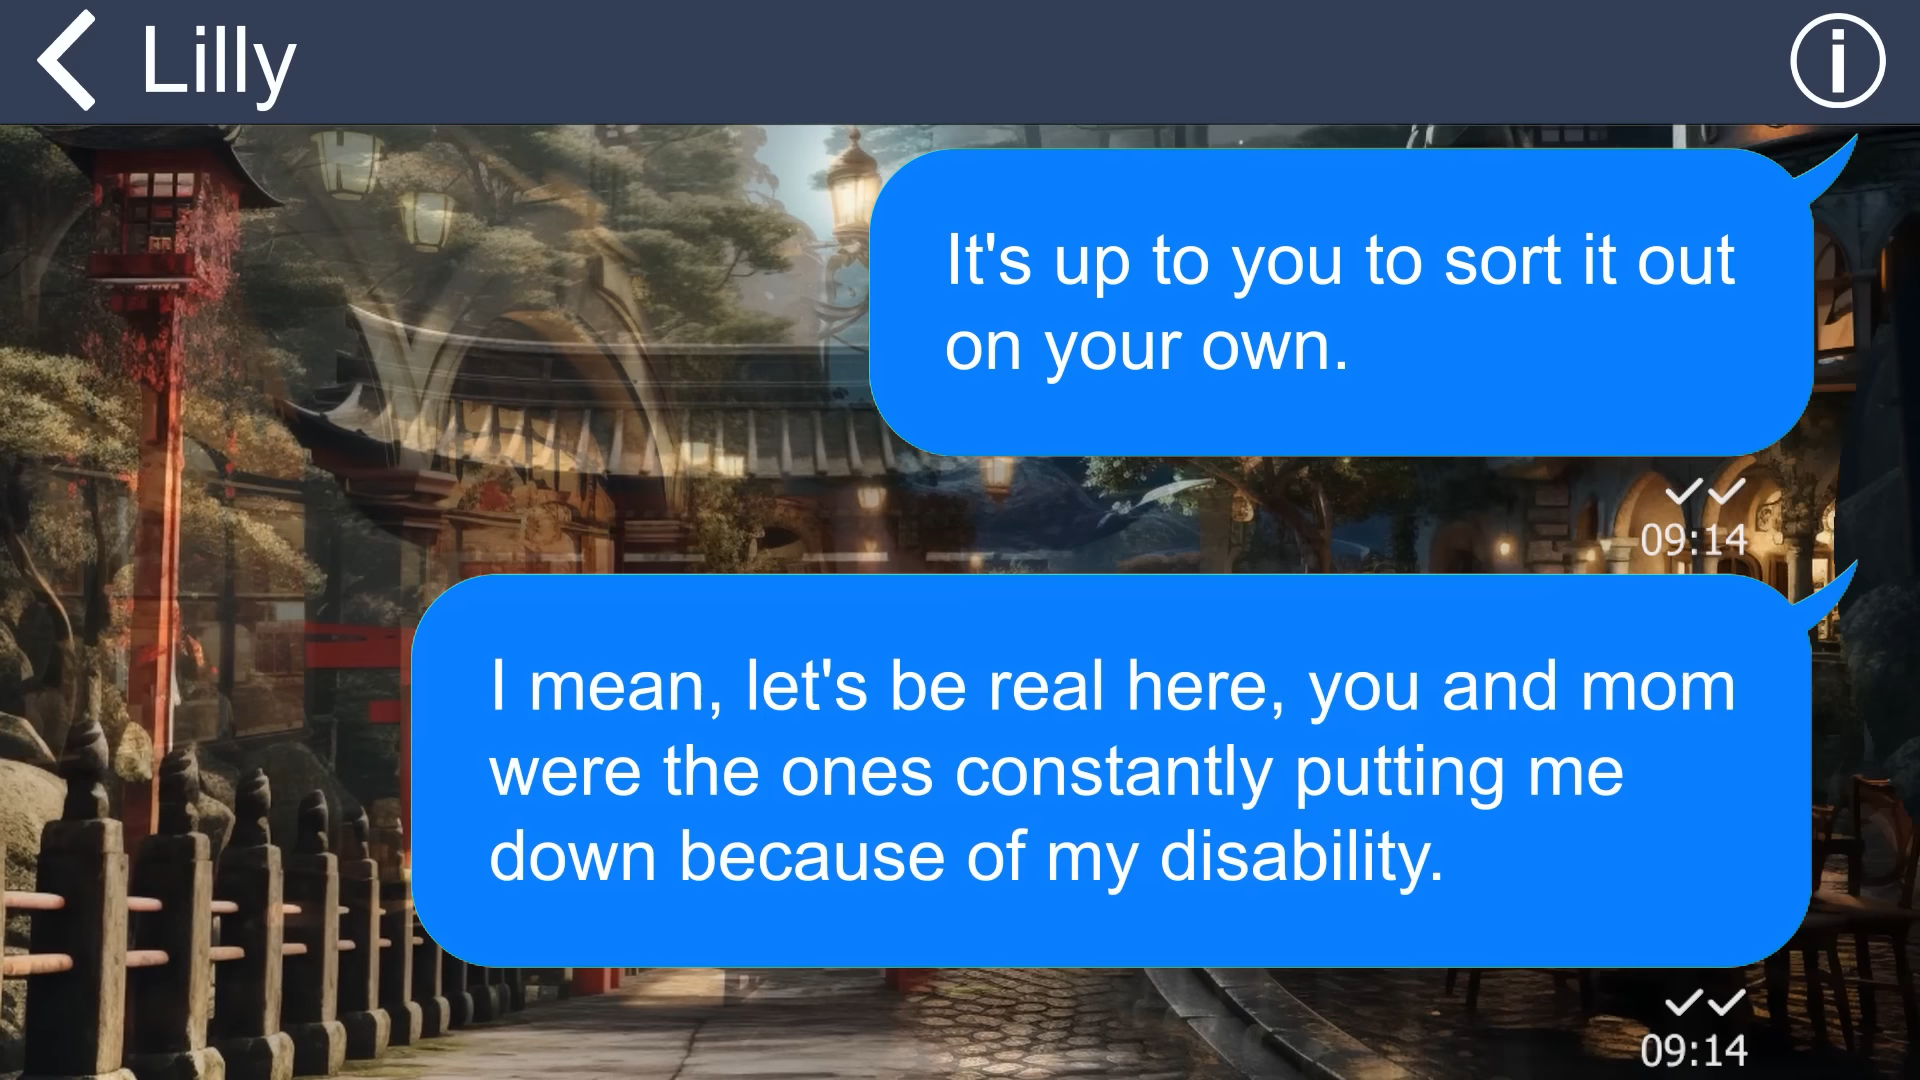 Lilly
It's up to you to sort it out
on your own.
09:14
I mean, let's be real here, you and mom
were the ones constantly putting me
down because of my disability.
09:14